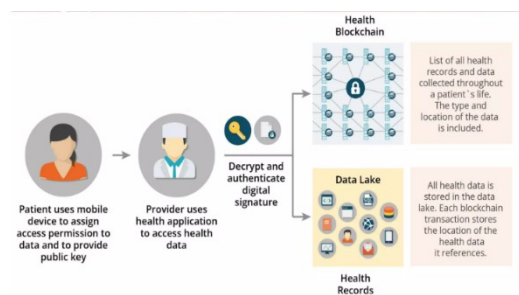 Health
Blockchain
List of all health
records and data
collected throughout
a patient`s life.
The type and
location of the data
is included.
Patient uses mobile
device to assign
access permission to
data and to provide
public key
Provider uses
health application
to access health
data
Decrypt and
authenticate
digital
signature
Data Lake
All health data is
stored in the data
lake. Each blockchain
transaction stores
the location of the
health data
it references.
Health
Records